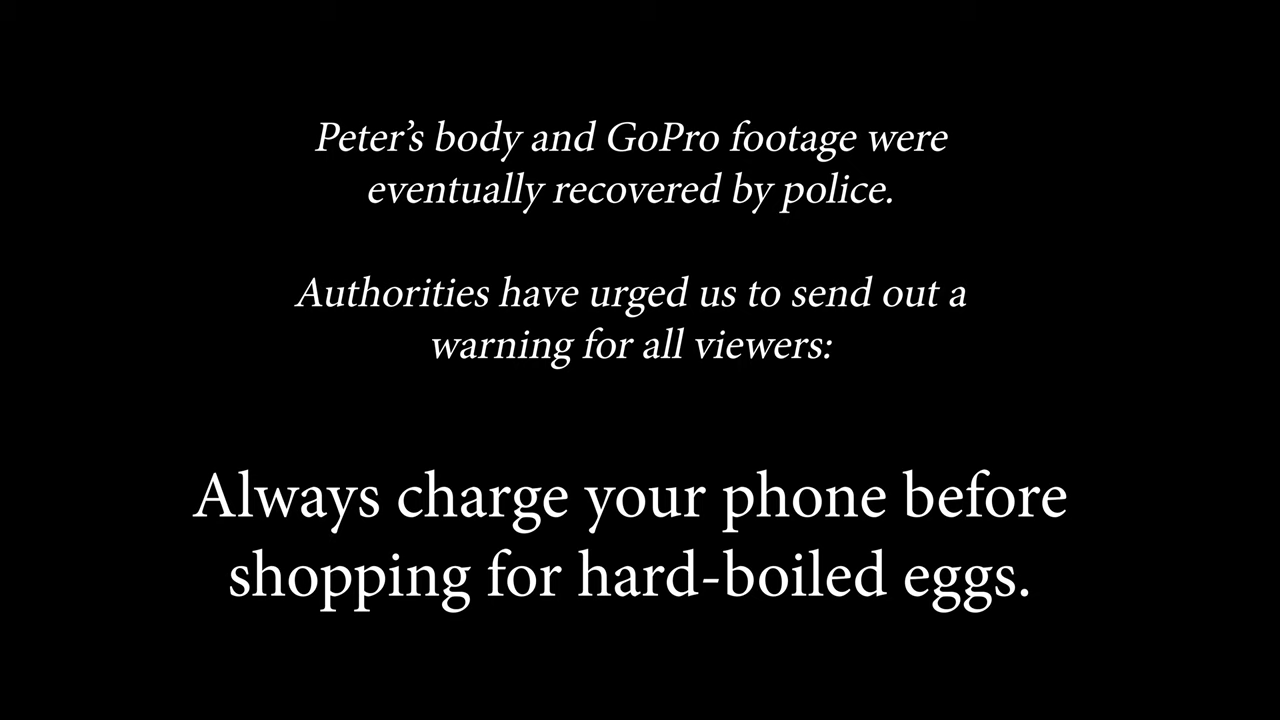 Peter’s body and GoPro footage were
eventually recovered by police.
Authorities have urged us to send out a
warning for all viewers:
Always charge your phone before
shopping for hard-boiled eggs.